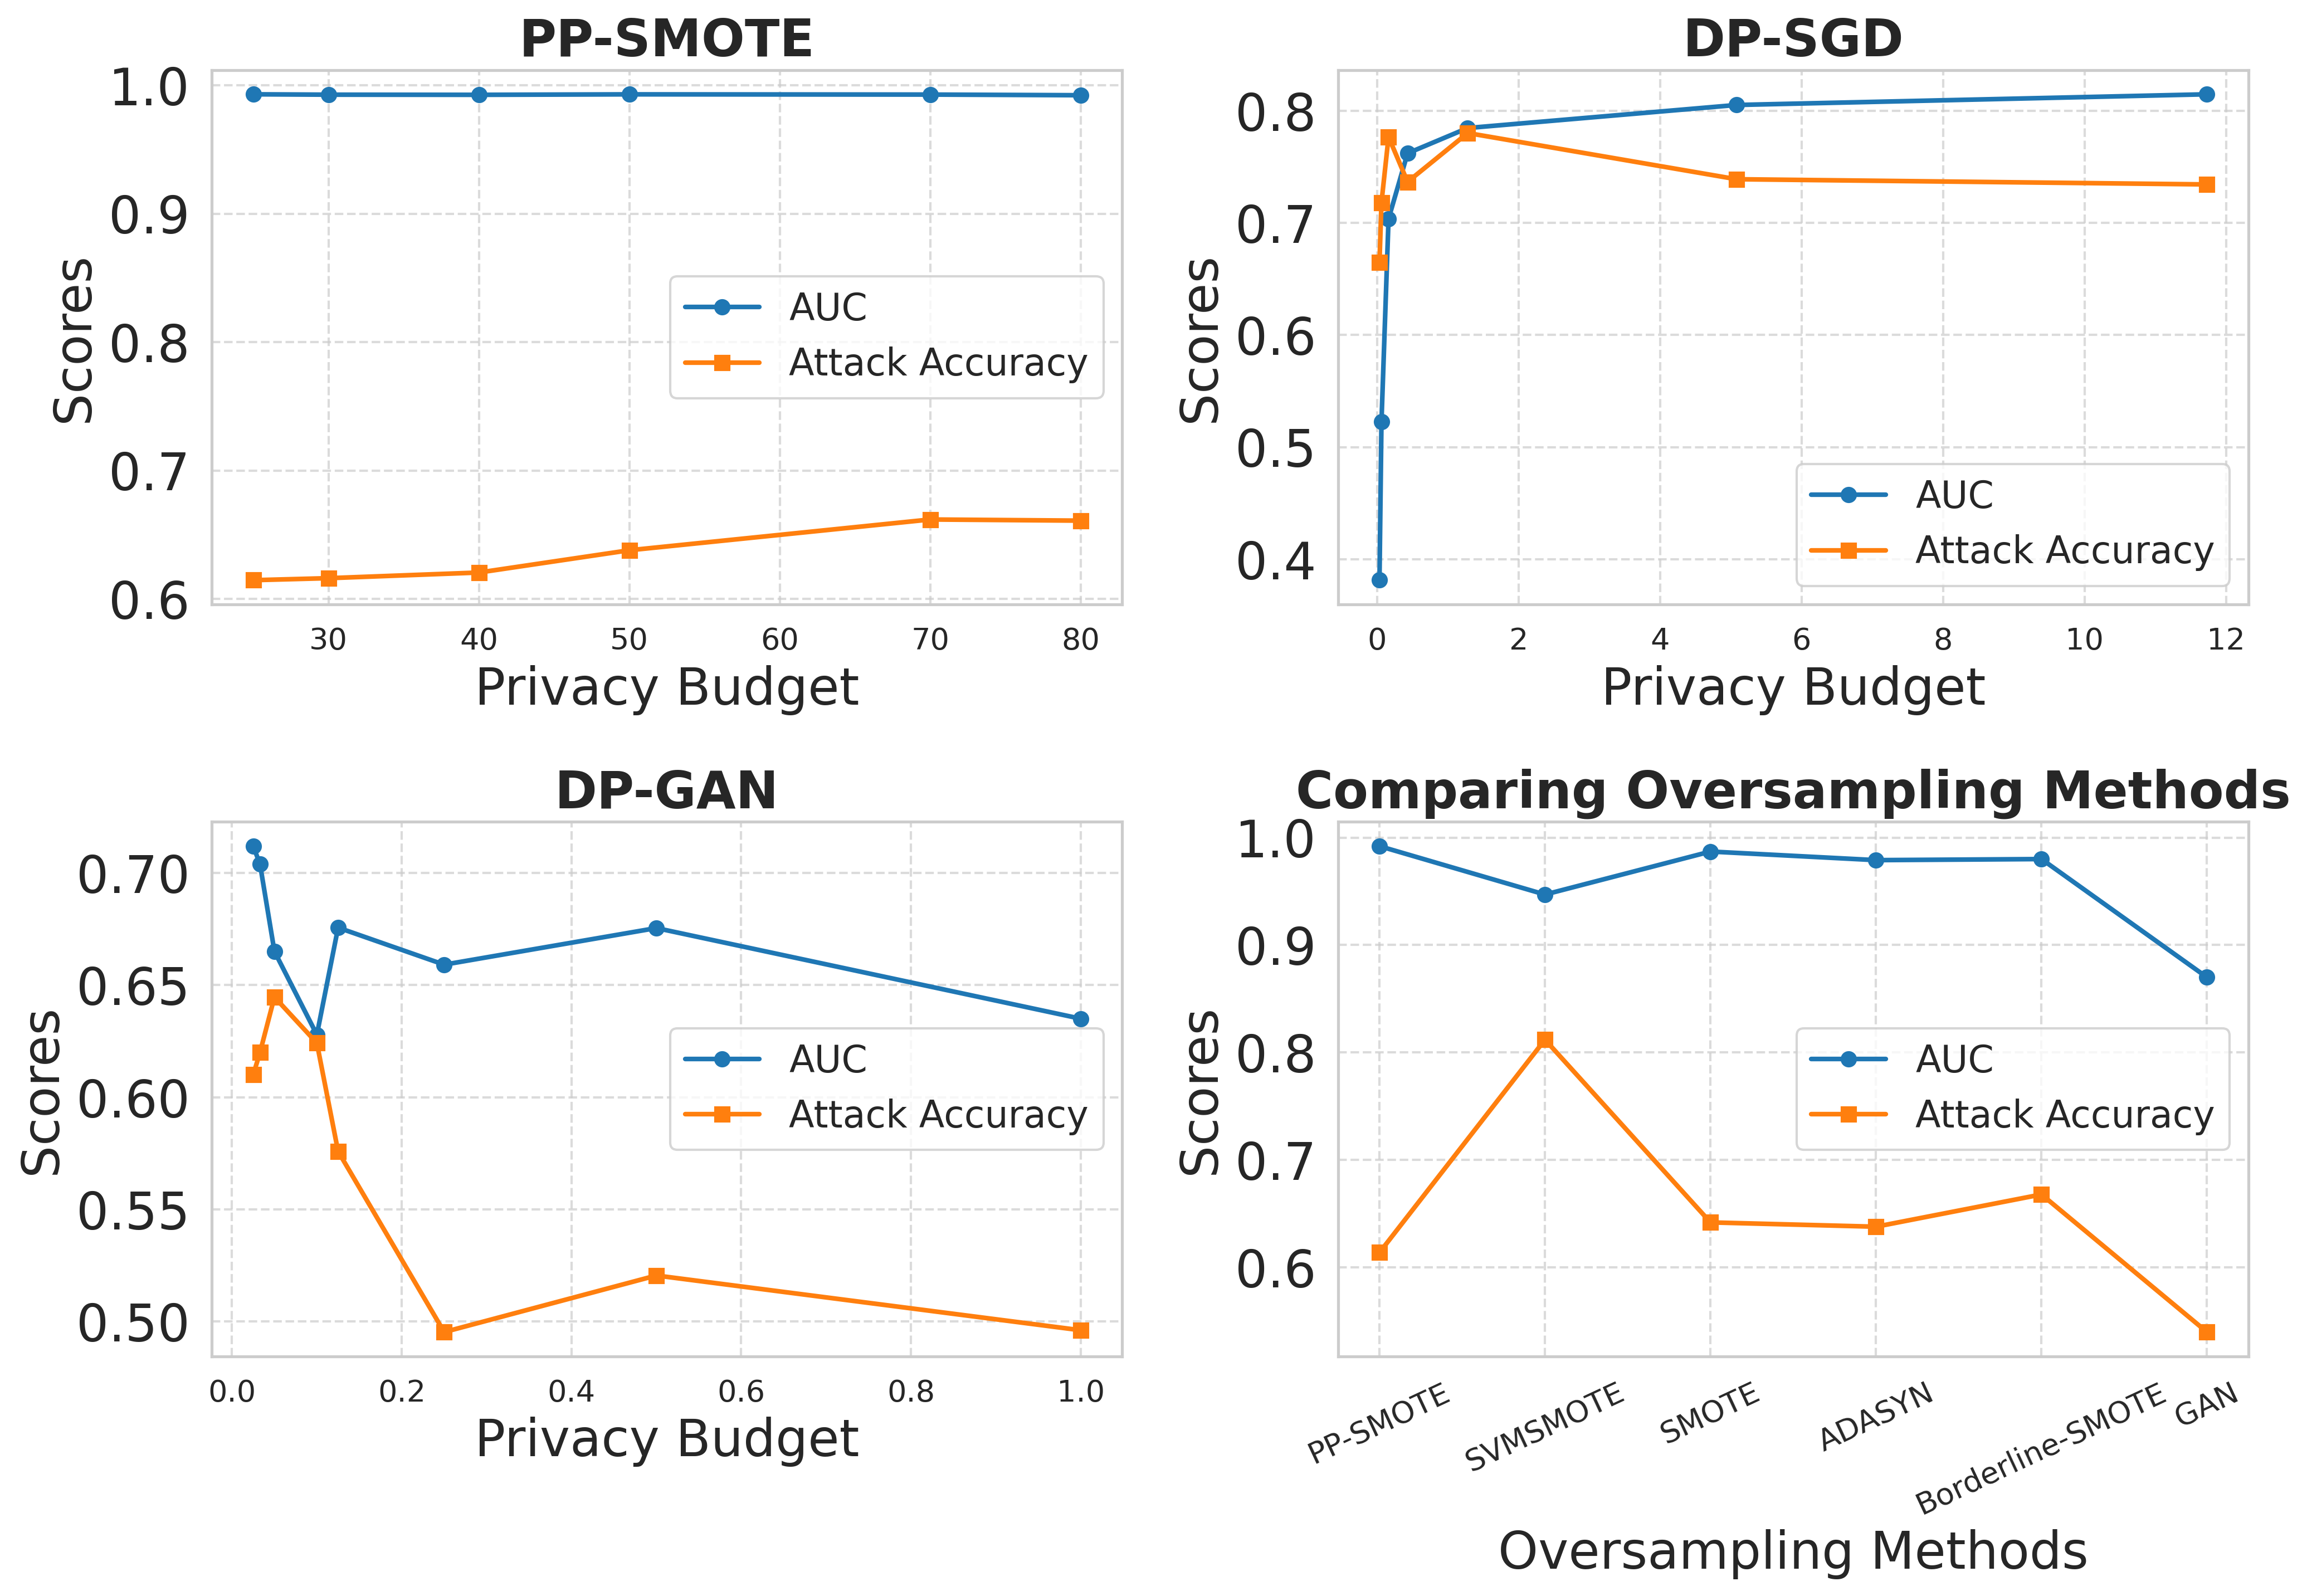 PP-SMOTE
1.0
0.9
0.8
0.7
0.6
Scores
AUC
Attack Accuracy
30 40 50 60 70 80
Privacy Budget
DP-SGD
0.8
0.7
0.6
0.5
0.4
Scores
AUC
Attack Accuracy
0 2 4 6 8 10 12
Privacy Budget
DP-GAN
0.70
0.65
0.60
0.55
0.50
Scores
AUC
Attack Accuracy
0.0 0.2 0.4 0.6 0.8 1.0
Privacy Budget
Comparing Oversampling Methods
1.0
0.9
0.8
0.7
0.6
Scores
AUC
Attack Accuracy
PP-SMOTE
SVMSMOTE
SMOTE
ADASYN
Borderline-SMOTE
GAN
Oversampling Methods